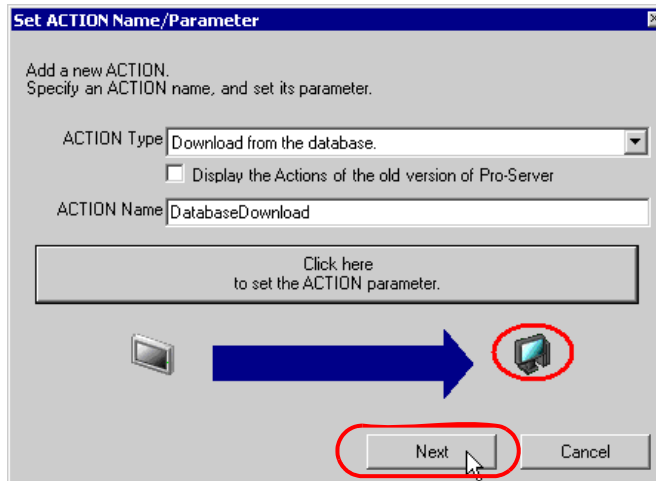 Set ACTION Name/Parameter
Add a new ACTION.
Specify an ACTION name, and set its parameter.
ACTION Type Download from the database.
Display the Actions of the old version of Pro-Server
ACTION Name DatabaseDownload
Click here
to set the ACTION parameter.
Next Cancel